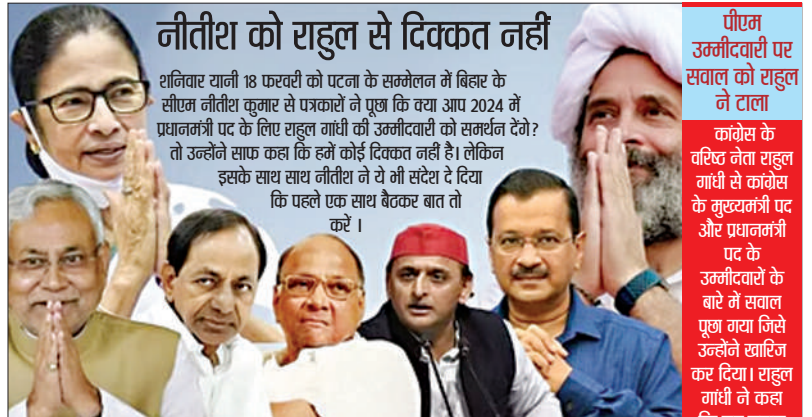 नीतीश को राहुल से दिक्कत नहीं
शनिवार यानी 18 फरवरी को पटना के सम्मेलन में बिहार के
सीएम नीतीश कुमार से पत्रकारों ने पूछा कि क्या आप 2024 में
प्रधानमंत्री पद के लिए राहुल गांधी की उम्मीदवारी को समर्थन देंगे?
तो उन्होंने साफ कहा कि हमें कोई दिक्कत नहीं है। लेकिन
इसके साथ साथ नीतीश ने ये भी संदेश दे दिया
कि पहले एक साथ बैठकर बात तो
करें ।
पीएम
उम्मीदवारी पर
सवाल को राहुल
ने टाला
कांग्रेस के
वरिष्ठ नेता राहुल
गांधी से कांग्रेस
के मुख्यमंत्री पद
और प्रधानमंत्री
पद के
उम्मीदवारों के
बारे में सवाल
पूछा गया जिसे
उन्होंने खारिज
कर दिया। राहुल
गांधी ने कहा